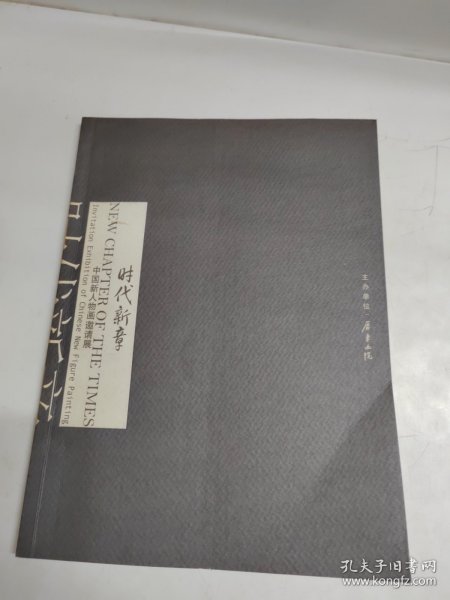 时代新章
NEW CHAPTER OF THE TIMES
中国新人物画邀请展
Invitation Exhibition of Chinese New Figure Painting
主办单位
孔夫子旧书网
www.kongfz.com